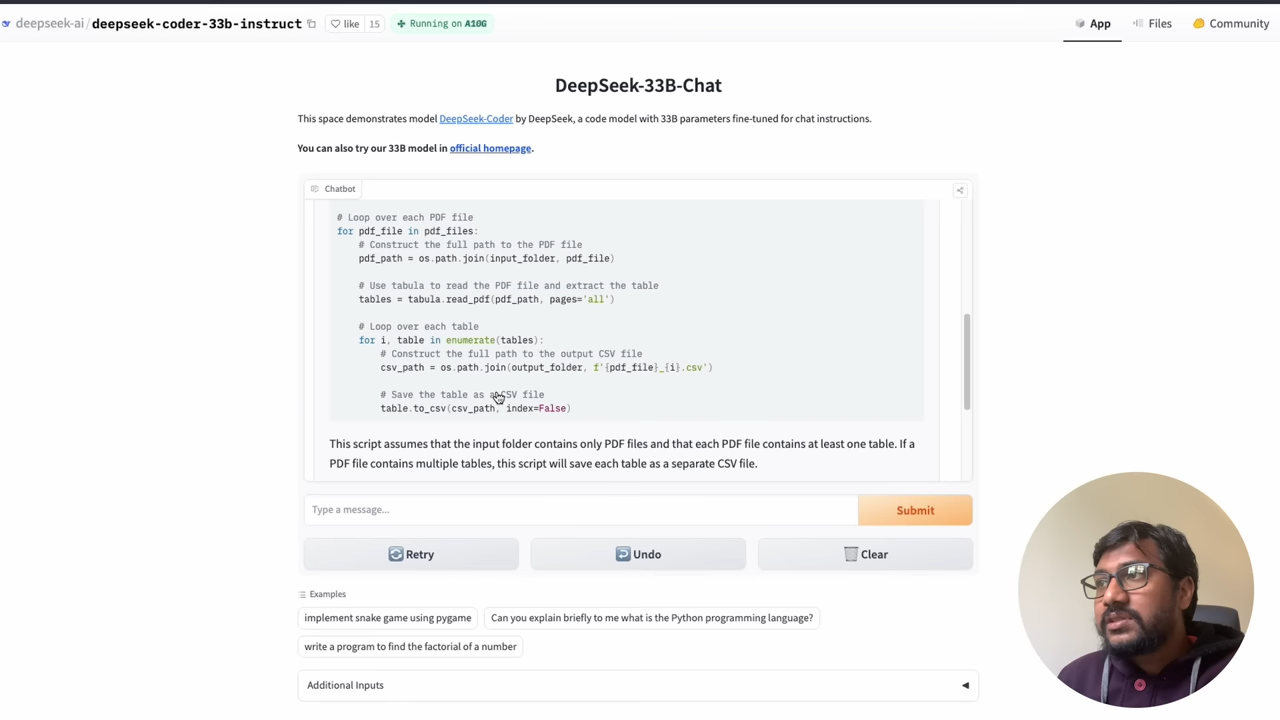 deepseek-ai/deepseek-coder-33b-instruct like 15 Running on A10G App Files Community
DeepSeek-33B-Chat
This space demonstrates model DeepSeek-Coder by DeepSeek, a code model with 33B parameters fine-tuned for chat instructions.
You can also try our 33B model in official homepage.
Chatbot
# Loop over each PDF file
for pdf_file in pdf_files:
    # Construct the full path to the PDF file
    pdf_path = os.path.join(input_folder, pdf_file)
    # Use tabula to read the PDF file and extract the table
    tables = tabula.read_pdf(pdf_path, pages='all')
    # Loop over each table
    for i, table in enumerate(tables):
        # Construct the full path to the output CSV file
        csv_path = os.path.join(output_folder, f'{pdf_file}_{i}.csv')
        # Save the table as a CSV file
        table.to_csv(csv_path, index=False)
This script assumes that the input folder contains only PDF files and that each PDF file contains at least one table. If a
PDF file contains multiple tables, this script will save each table as a separate CSV file.
Type a message...
Submit
Retry
Undo
Clear
Examples
implement snake game using pygame
Can you explain briefly to me what is the Python programming language?
write a program to find the factorial of a number
Additional Inputs